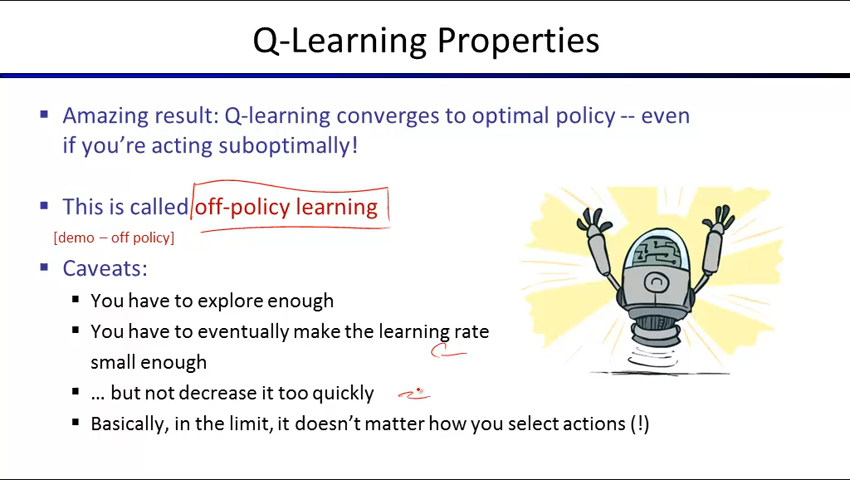 Q-Learning Properties
▪ Amazing result: Q-learning converges to optimal policy -- even
if you're acting suboptimally!
▪ This is called off-policy learning
[demo – off policy]
▪ Caveats:
▪ You have to explore enough
▪ You have to eventually make the learning rate
small enough
▪ … but not decrease it too quickly
▪ Basically, in the limit, it doesn't matter how you select actions (!)